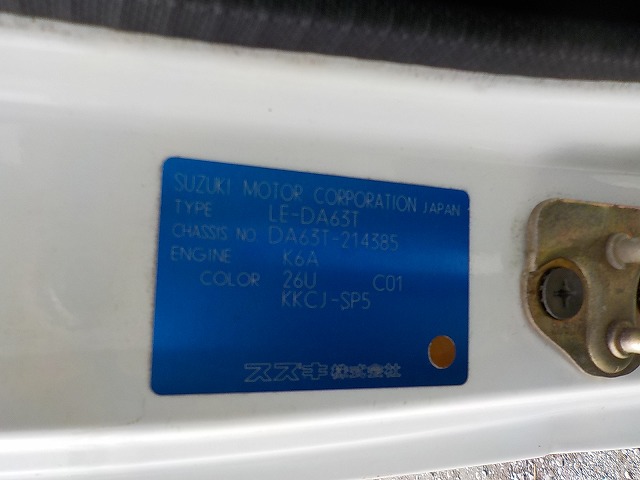 SUZUKI MOTOR CORPORATION JAPAN
TYPE LE-DA63T
CHASSIS NO. DA63T-214385
ENGINE K6A
COLOR 26U C01
KKCJ-SP5
スズキ株式会社